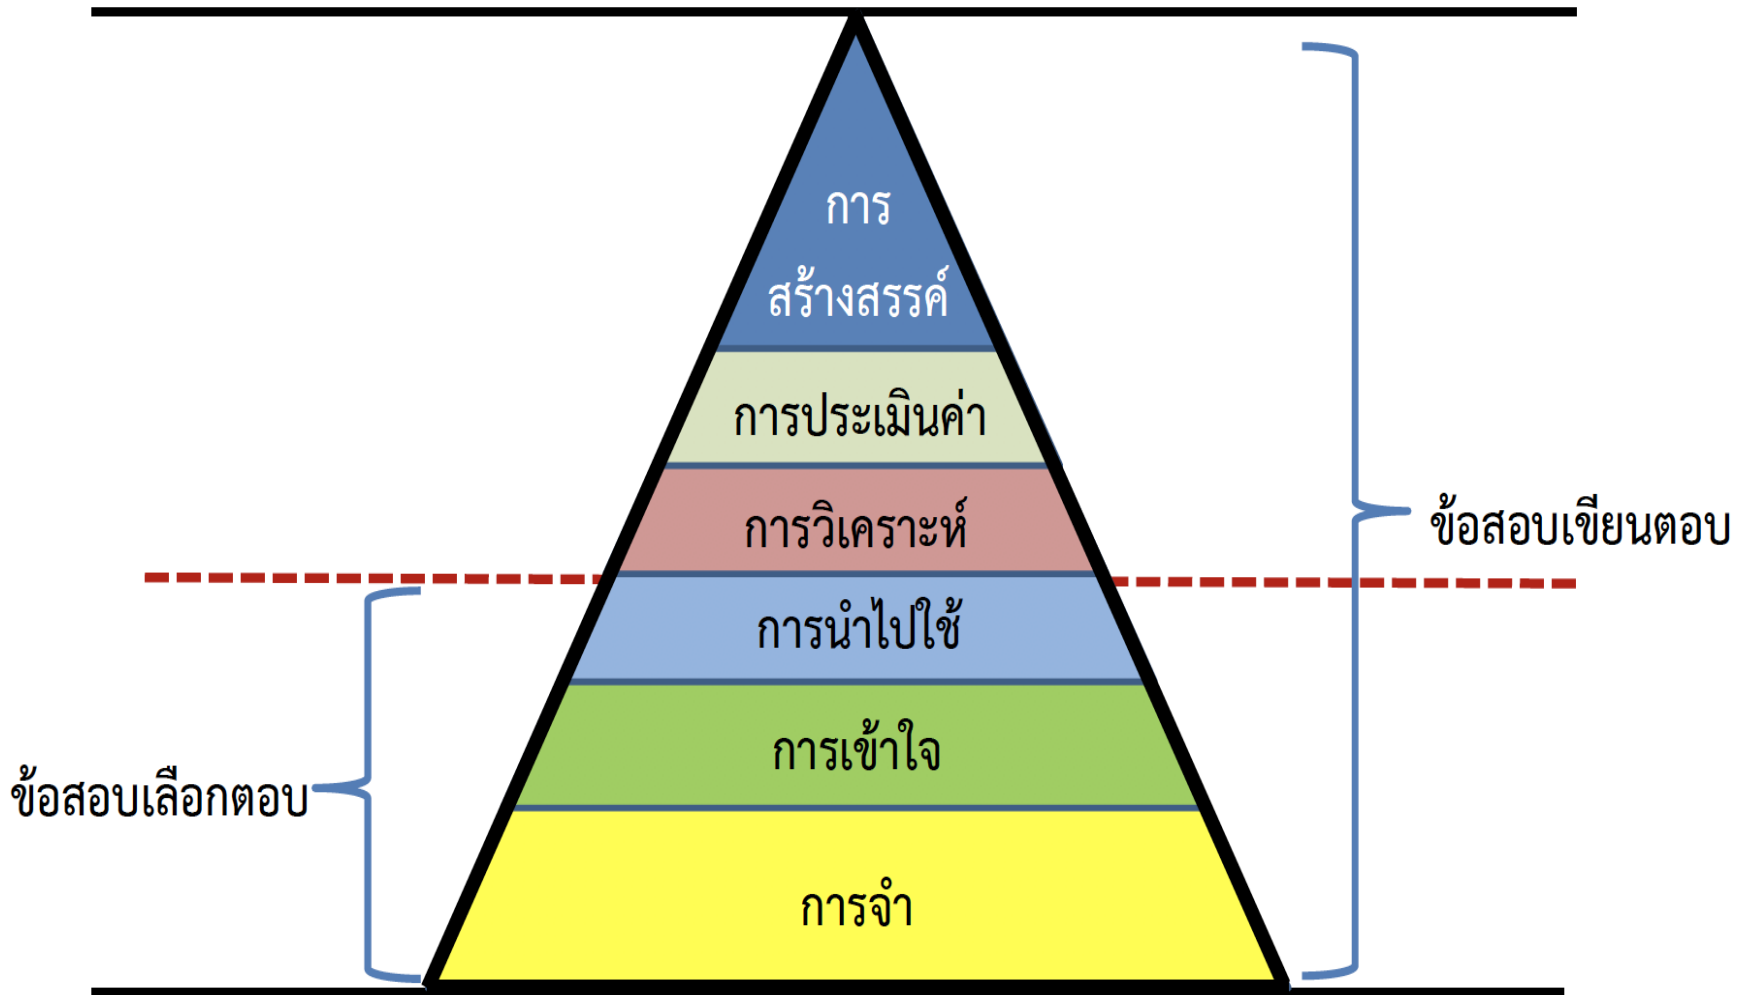 การ
สร้างสรรค์
การประเมินค่า
การวิเคราะห์
ข้อสอบเขียนตอบ
การนำไปใช้
การเข้าใจ
ข้อสอบเลือกตอบ
การจำ